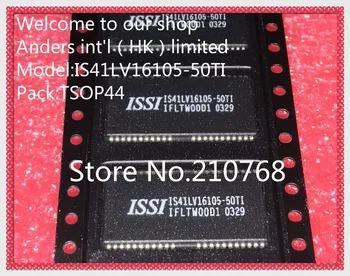 Welcome to our shop
Anders int'l ( HK ) limited
Model:IS41LV16105-50TI
Pack:TSOP44
ISSI IS41LV16105-50TI
IFLTW00D1 0329
Store No.210768
ISSI IS41LV16105-50TI
IFLTW00D1 0329